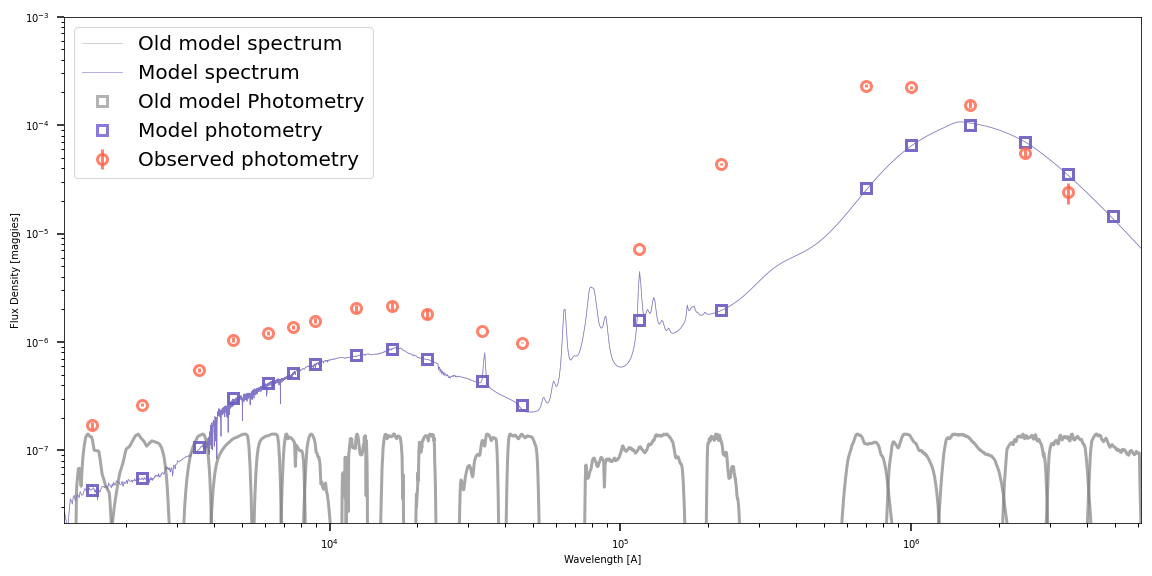 Old model spectrum
Model spectrum
Old model Photometry
Model photometry
Observed photometry
Flux Density [maggies]
10⁻³
10⁻⁴
10⁻⁵
10⁻⁶
10⁻⁷
10⁴
10⁵
10⁶
Wavelength [A]